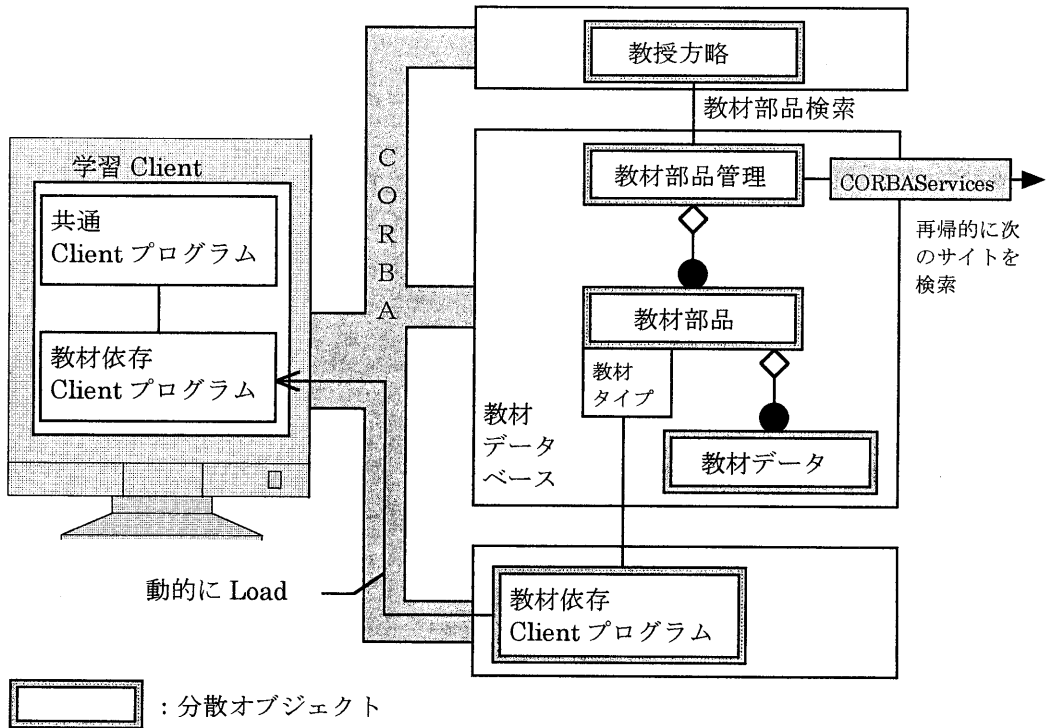 教授方略
教材部品検索
学習 Client
共通
Client プログラム
教材依存
Client プログラム
CORBA
教材部品管理
CORBAServices
再帰的に次
のサイトを
検索
教材部品
教材
タイプ
教材
データ
ベース
教材データ
動的に Load
教材依存
Client プログラム
：分散オブジェクト